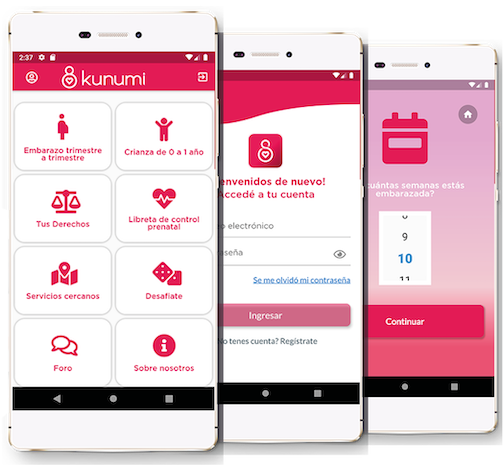 2:37
kunumi
Embarazo trimestre
a trimestre
Crianza de 0 a 1 año
Tus Derechos
Libreta de control
prenatal
Servicios cercanos
Desafiate
Foro
Sobre nosotros
envenidos de nuevo!
Accedé a tu cuenta
o electrónico
raseña
Se me olvidó mi contraseña
Ingresar
No tenes cuenta? Registrate
cuántas semanas estás
embarazada?
9
10
11
Continuar